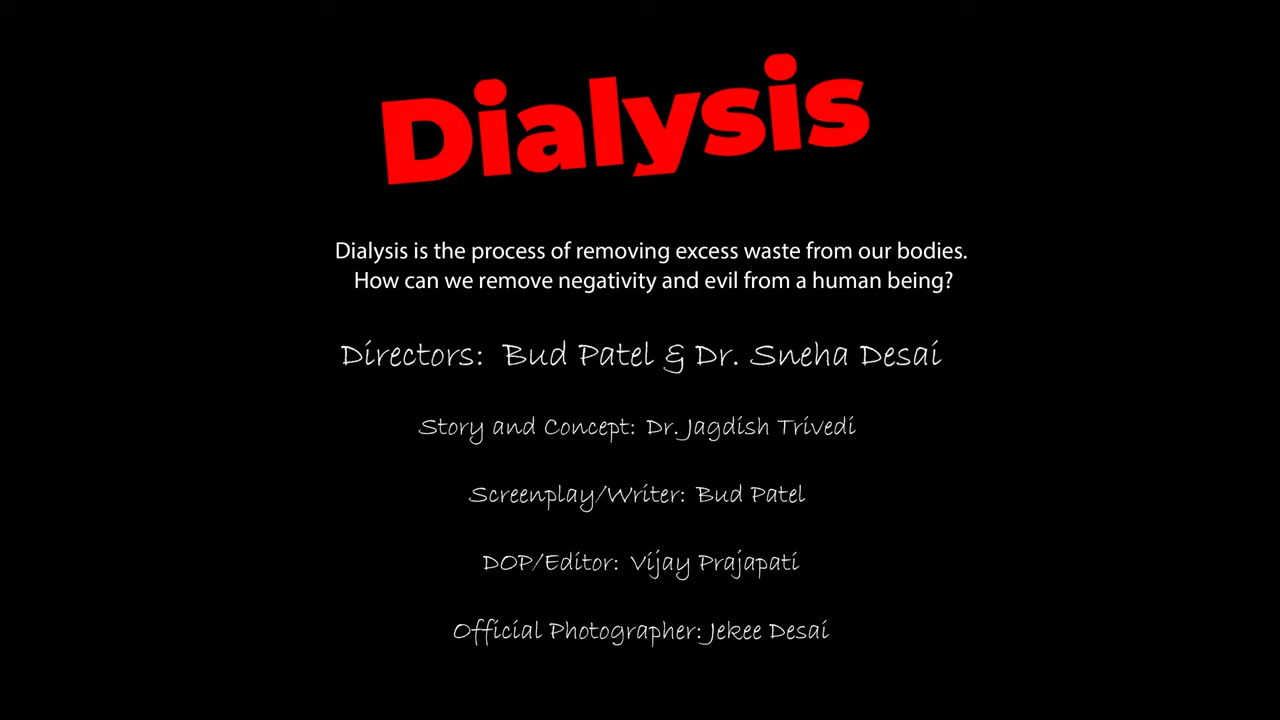 Dialysis
Dialysis is the process of removing excess waste from our bodies.
How can we remove negativity and evil from a human being?
Directors: Bud Patel & Dr. Sneha Desai
Story and Concept: Dr. Jagdish Trivedi
Screenplay/Writer: Bud Patel
DOP/Editor: Vijay Prajapati
Official Photographer: Jekee Desai